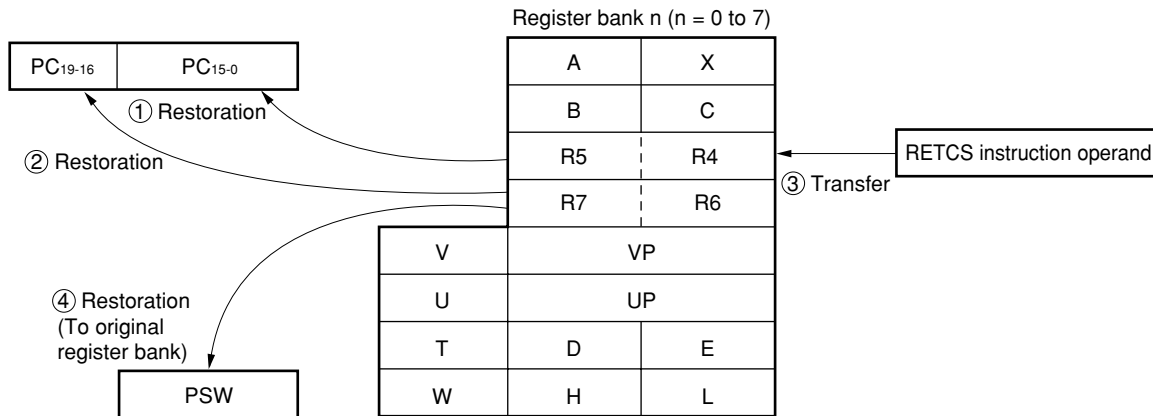 Register bank n (n = 0 to 7)
PC19-16 PC15-0
A X
① Restoration
B C
② Restoration
R5 R4
RETCS instruction operand
③ Transfer
R7 R6
V VP
④ Restoration
(To original
register bank)
U UP
T D E
PSW
W H L